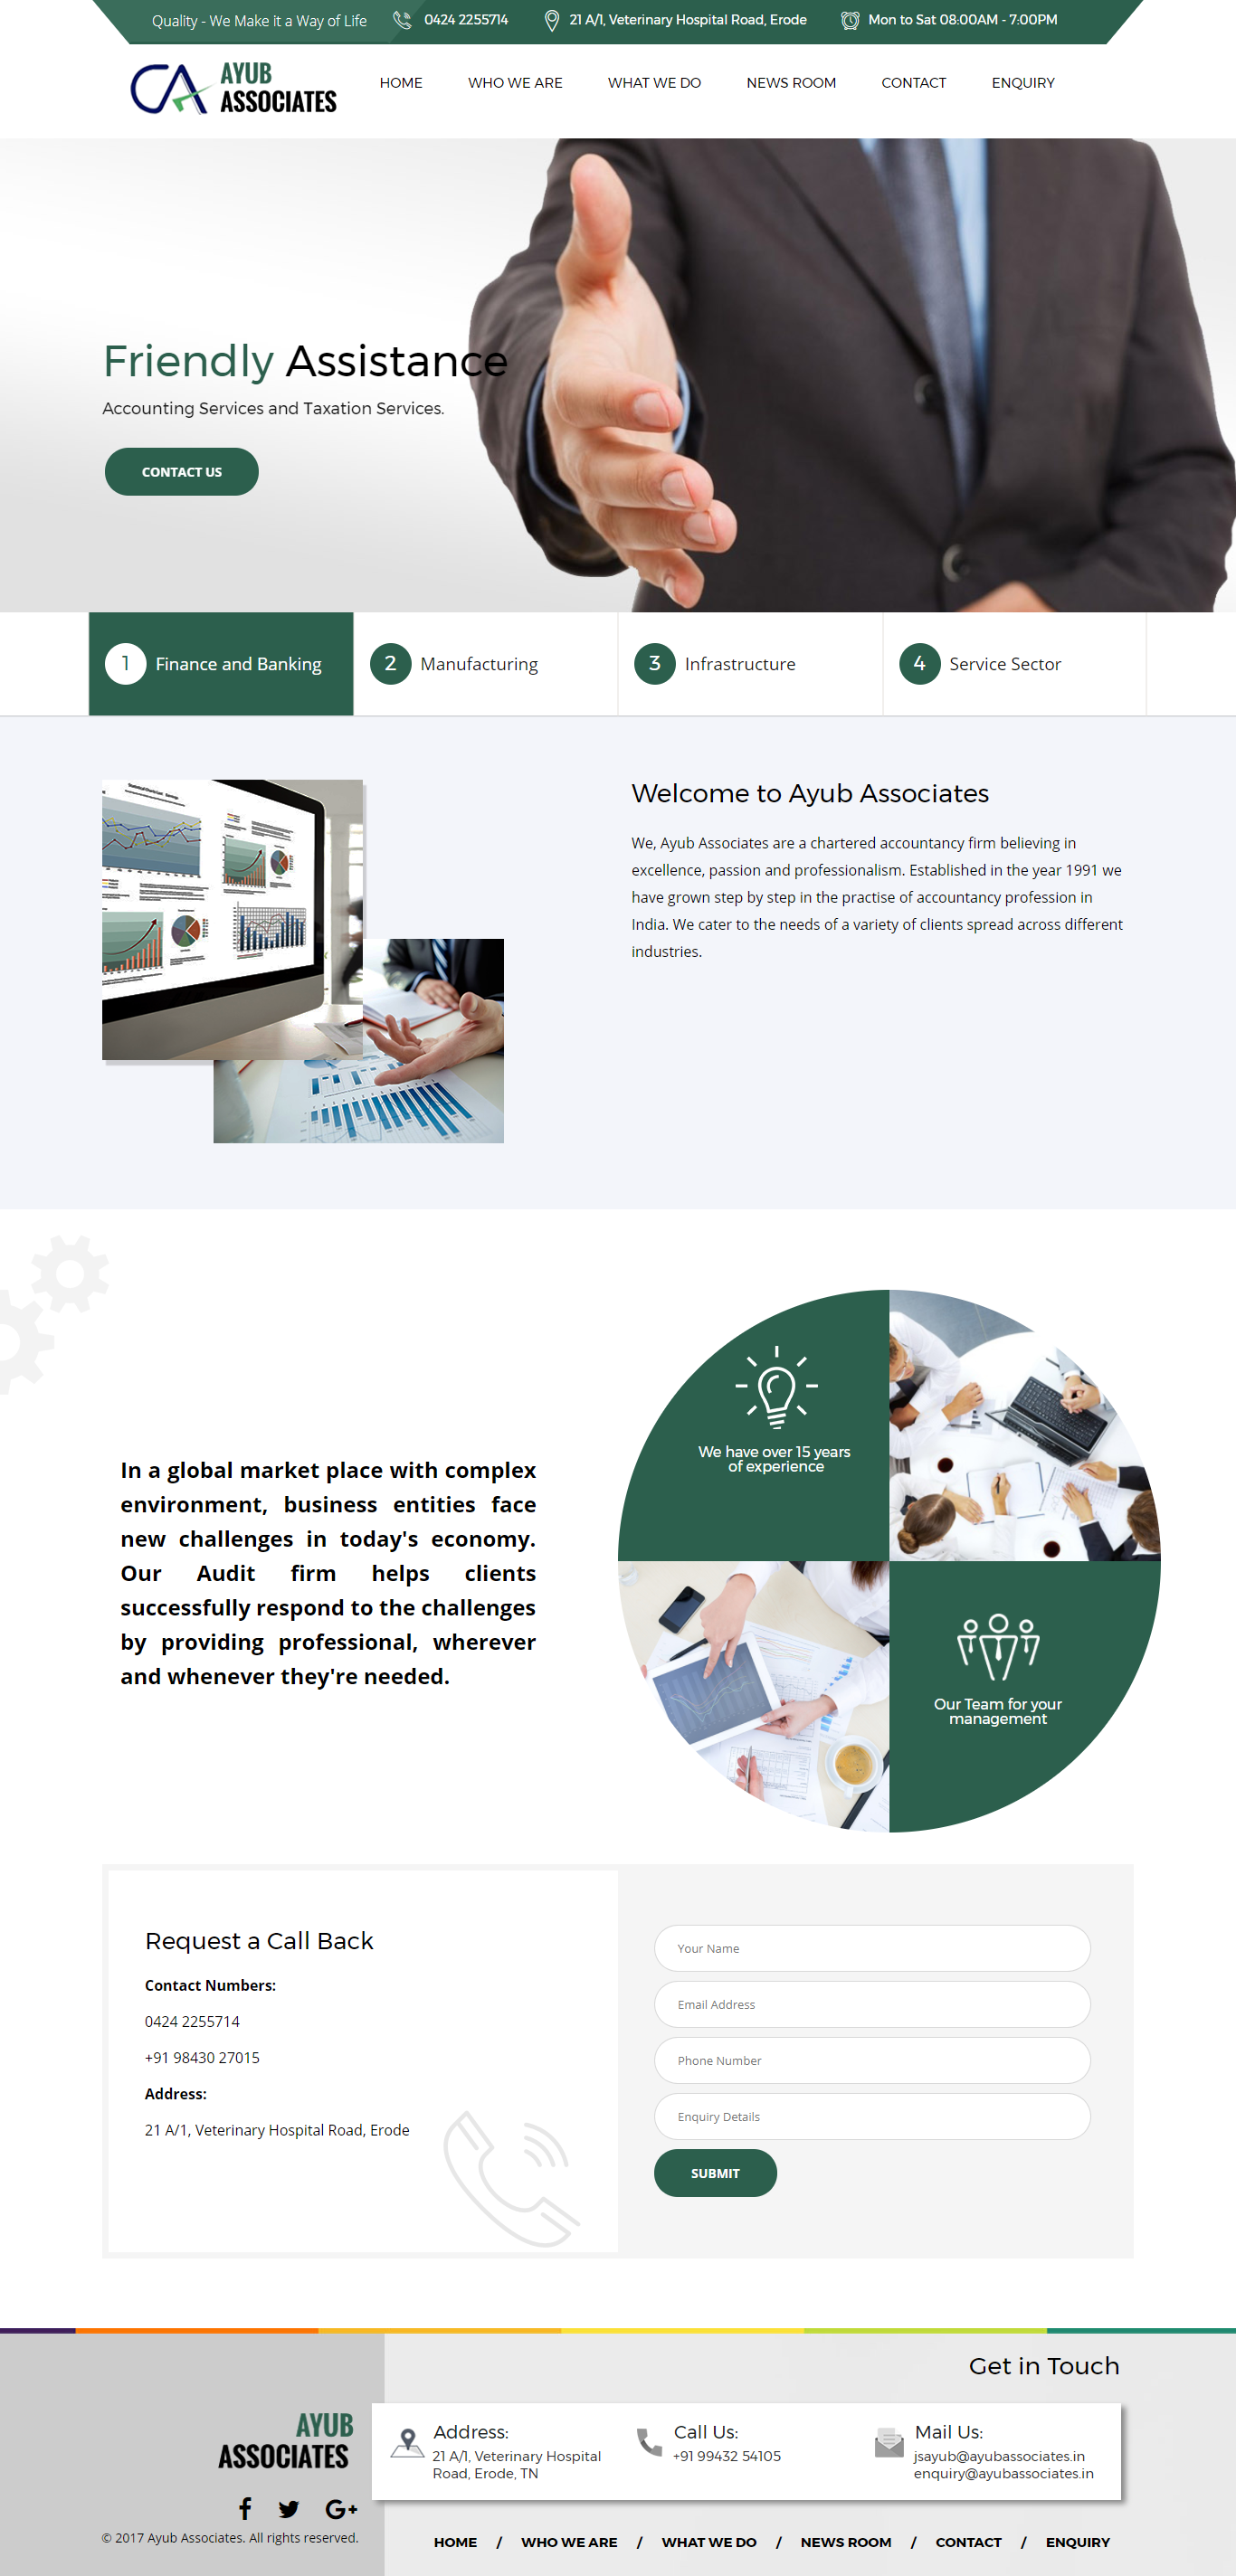 Quality - We Make it a Way of Life
0424 2255714
21 A/1, Veterinary Hospital Road, Erode
Mon to Sat 08:00AM - 7:00PM
CA AYUB
ASSOCIATES
HOME
WHO WE ARE
WHAT WE DO
NEWS ROOM
CONTACT
ENQUIRY
Friendly Assistance
Accounting Services and Taxation Services.
CONTACT US
1 Finance and Banking
2 Manufacturing
3 Infrastructure
4 Service Sector
Welcome to Ayub Associates
We, Ayub Associates are a chartered accountancy firm believing in
excellence, passion and professionalism. Established in the year 1991 we
have grown step by step in the practise of accountancy profession in
India. We cater to the needs of a variety of clients spread across different
industries.
We have over 15 years
of experience
In a global market place with complex
environment, business entities face
new challenges in today's economy.
Our Audit firm helps clients
successfully respond to the challenges
by providing professional, wherever
and whenever they're needed.
Our Team for your
management
Request a Call Back
Contact Numbers:
0424 2255714
+91 98430 27015
Address:
21 A/1, Veterinary Hospital Road, Erode
Your Name
Email Address
Phone Number
Enquiry Details
SUBMIT
Get in Touch
AYUB
ASSOCIATES
Address:
21 A/1, Veterinary Hospital
Road, Erode, TN
Call Us:
+91 99432 54105
Mail Us:
jsayub@ayubassociates.in
enquiry@ayubassociates.in
© 2017 Ayub Associates. All rights reserved.
HOME / WHO WE ARE / WHAT WE DO / NEWS ROOM / CONTACT / ENQUIRY